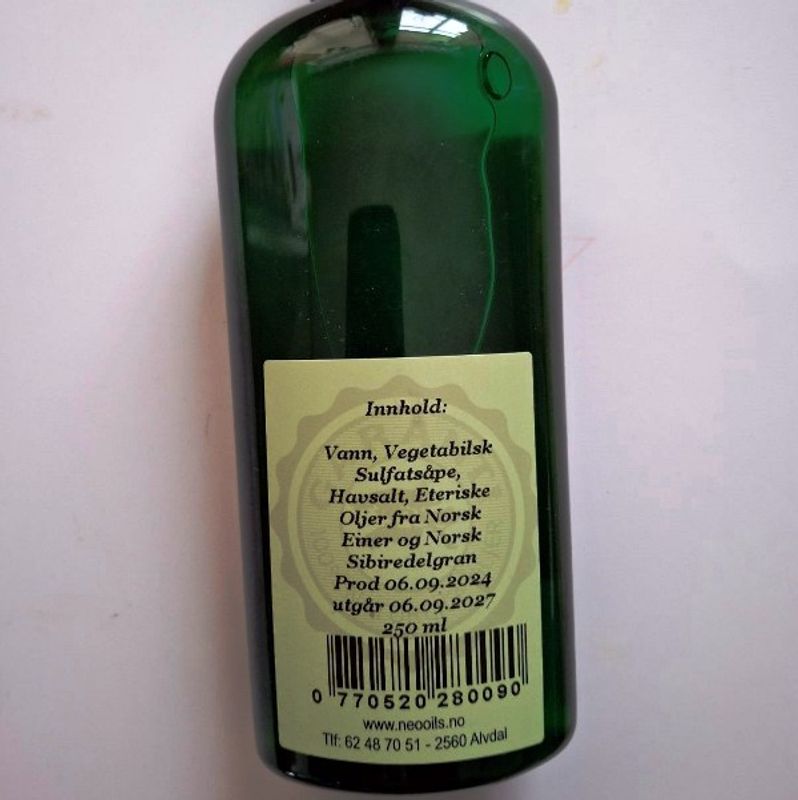 Innhold:
Vann, Vegetabilsk
Sulfatsåpe,
Havsalt, Eteriske
Oljer fra Norsk
Einer og Norsk
Sibiredelgran
Prod 06.09.2024
utgår 06.09.2027
250 ml
0 770520 280090
www.neooils.no
Tlf: 62 48 70 51 - 2560 Alvdal